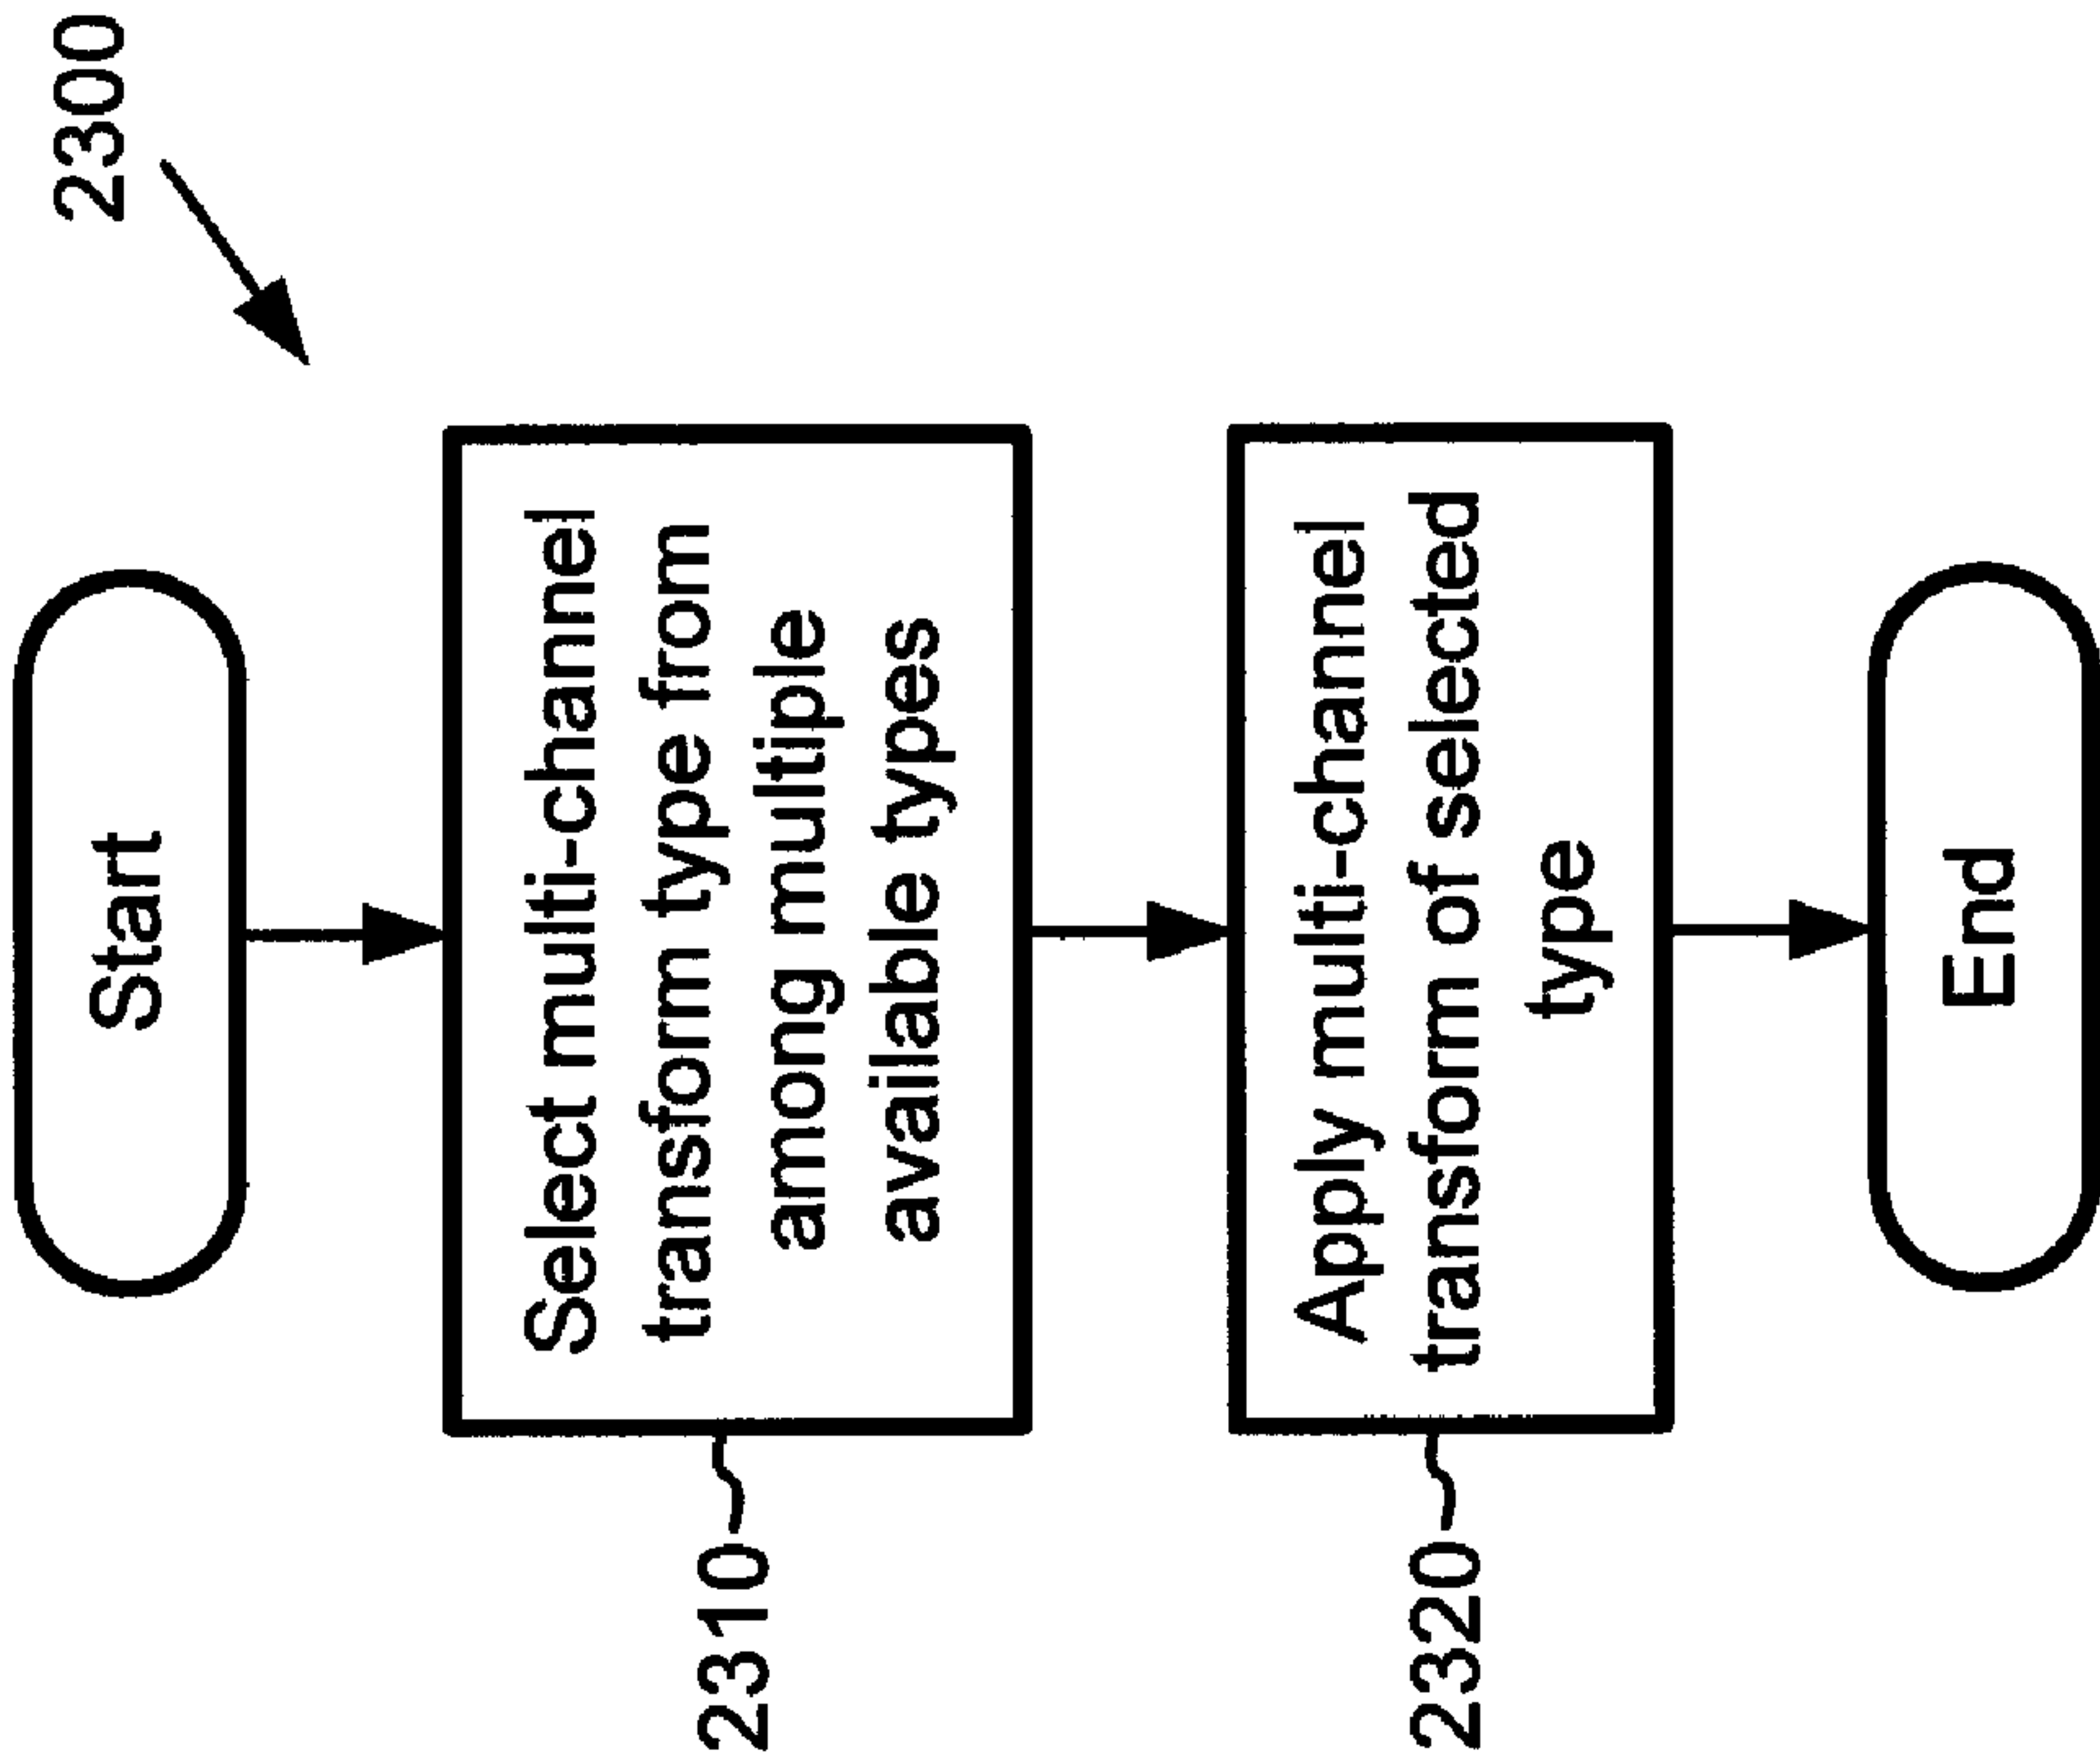 2300
Start
2310
Select multi-channel
transform type from
among multiple
available types
2320
Apply multi-channel
transform of selected
type
End